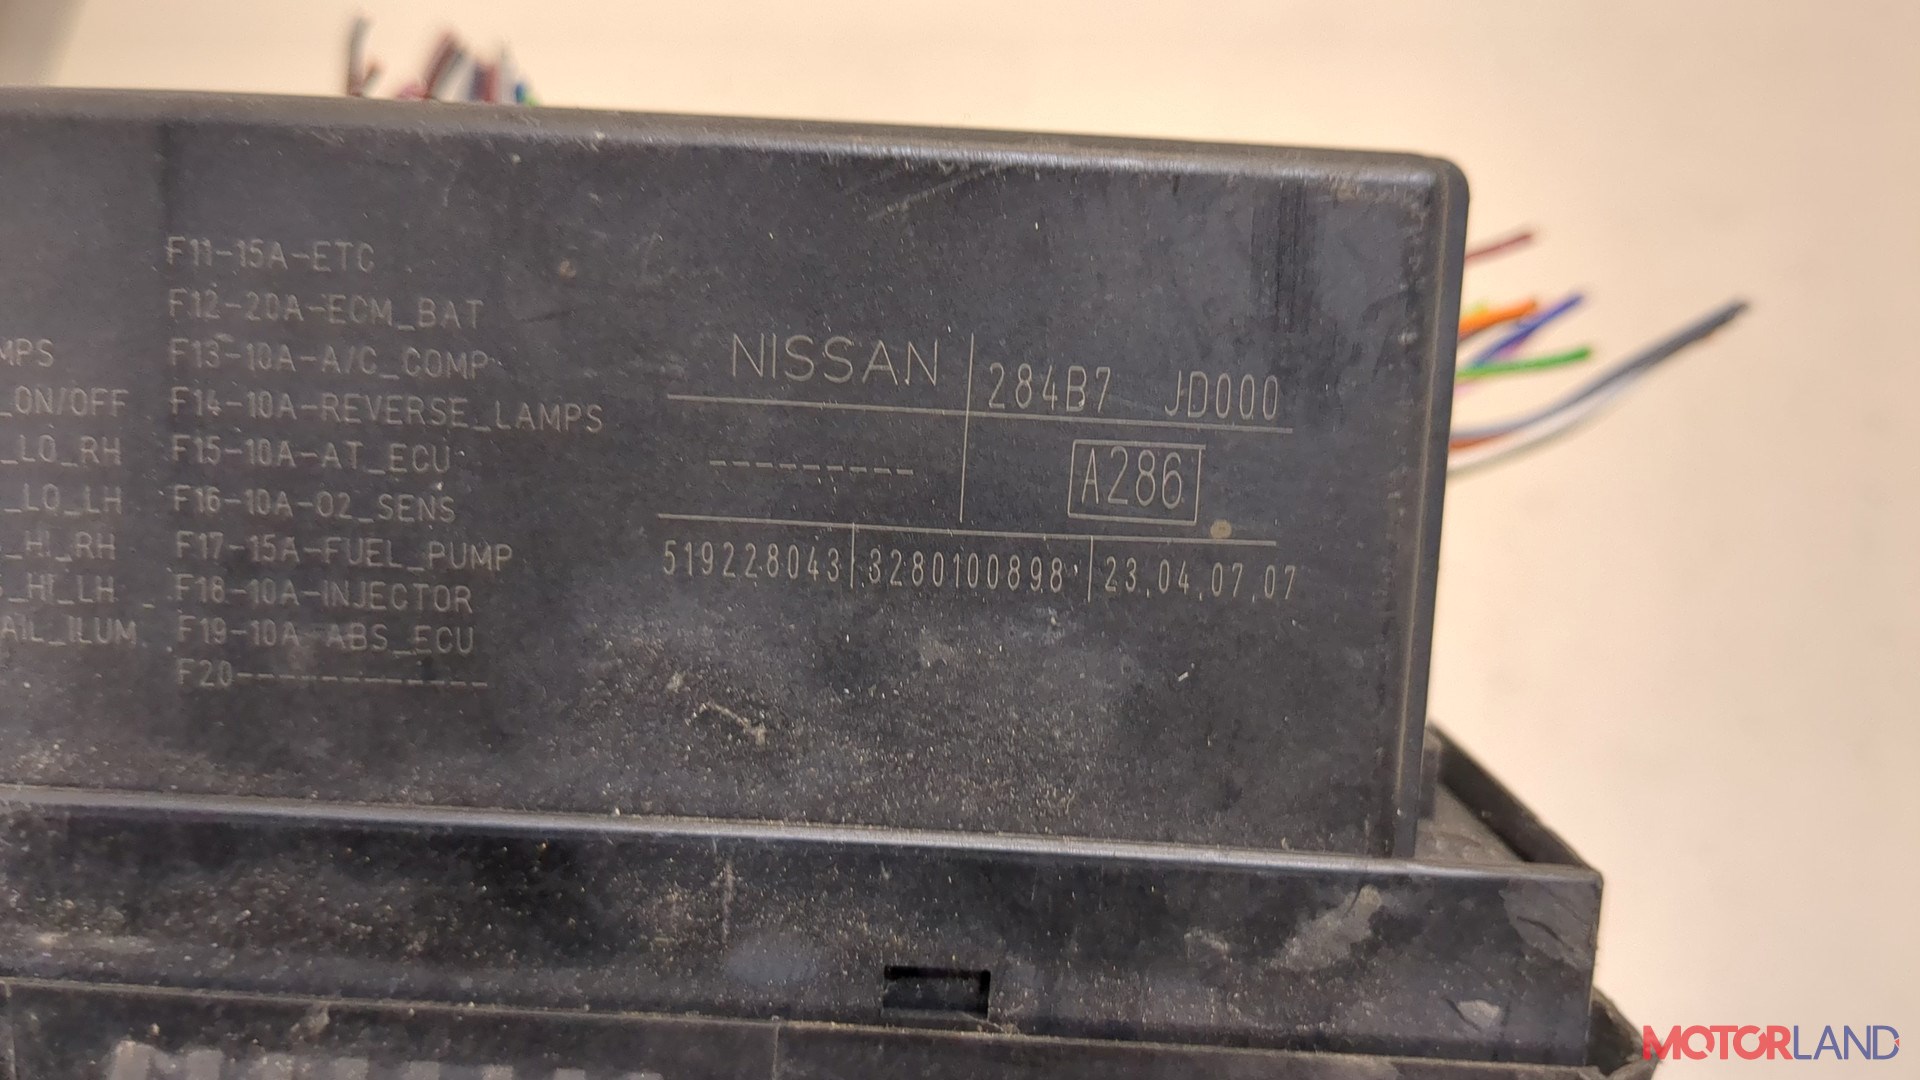 MPS
_ON/OFF
_LO_RH
_LO_LH
_HI_RH
_HI_LH
AIL_ILUM
F11-15A-ETC
F12-20A-ECM_BAT
F13-10A-A/C_COMP
F14-10A-REVERSE_LAMPS
F15-10A-AT_ECU
F16-10A-O2_SENS
F17-15A-FUEL_PUMP
F18-10A-INJECTOR
F19-10A-ABS_ECU
F20------------
NISSAN 284B7 JD000
--------- A286
519228043 3280100898 23.04.07.07
MOTORLAND